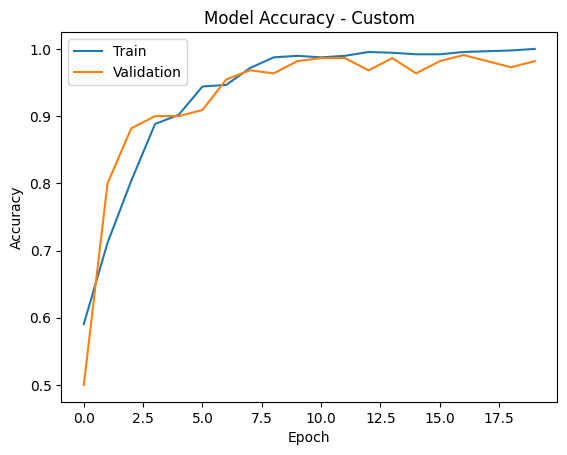 Model Accuracy - Custom
Train
Validation
Accuracy
1.0
0.9
0.8
0.7
0.6
0.5
0.0 2.5 5.0 7.5 10.0 12.5 15.0 17.5
Epoch